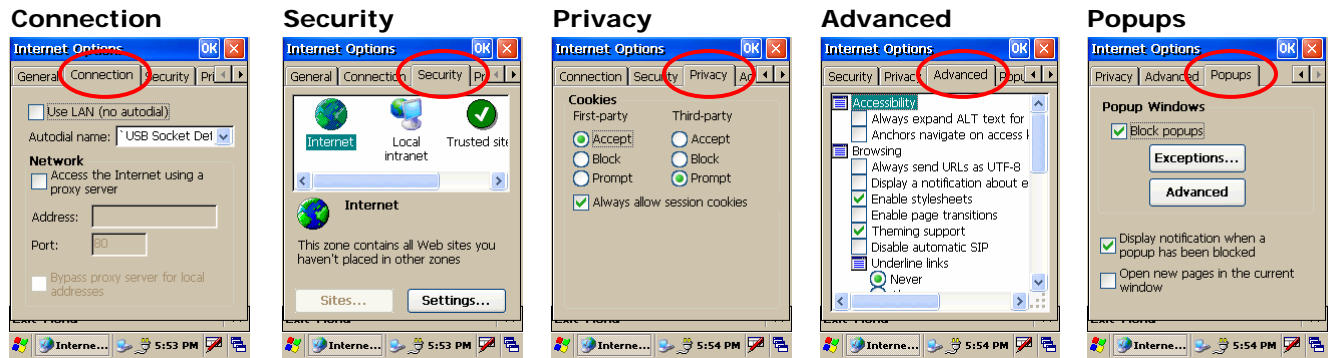 Connection
Internet Options OK
General Connection Security Pri
Use LAN (no autodial)
Autodial name: `USB Socket Def
Network
Access the Internet using a
proxy server
Address:
Port: 80
Bypass proxy server for local
addresses
Interne... 5:53 PM
Security
Internet Options OK
General Connection Security Pr
Internet Local Trusted site
intranet
Internet
This zone contains all Web sites you
haven't placed in other zones
Sites... Settings...
Interne... 5:53 PM
Privacy
Internet Options OK
Connection Security Privacy Ad
Cookies
First-party Third-party
Accept Accept
Block Block
Prompt Prompt
Always allow session cookies
Interne... 5:54 PM
Advanced
Internet Options OK
Security Privacy Advanced Popu
Accessibility
Always expand ALT text for
Anchors navigate on access k
Browsing
Always send URLs as UTF-8
Display a notification about e
Enable stylesheets
Enable page transitions
Theming support
Disable automatic SIP
Underline links
Never
Interne... 5:54 PM
Popups
Internet Options OK
Privacy Advanced Popups
Popup Windows
Block popups
Exceptions...
Advanced
Display notification when a
popup has been blocked
Open new pages in the current
window
Interne... 5:54 PM